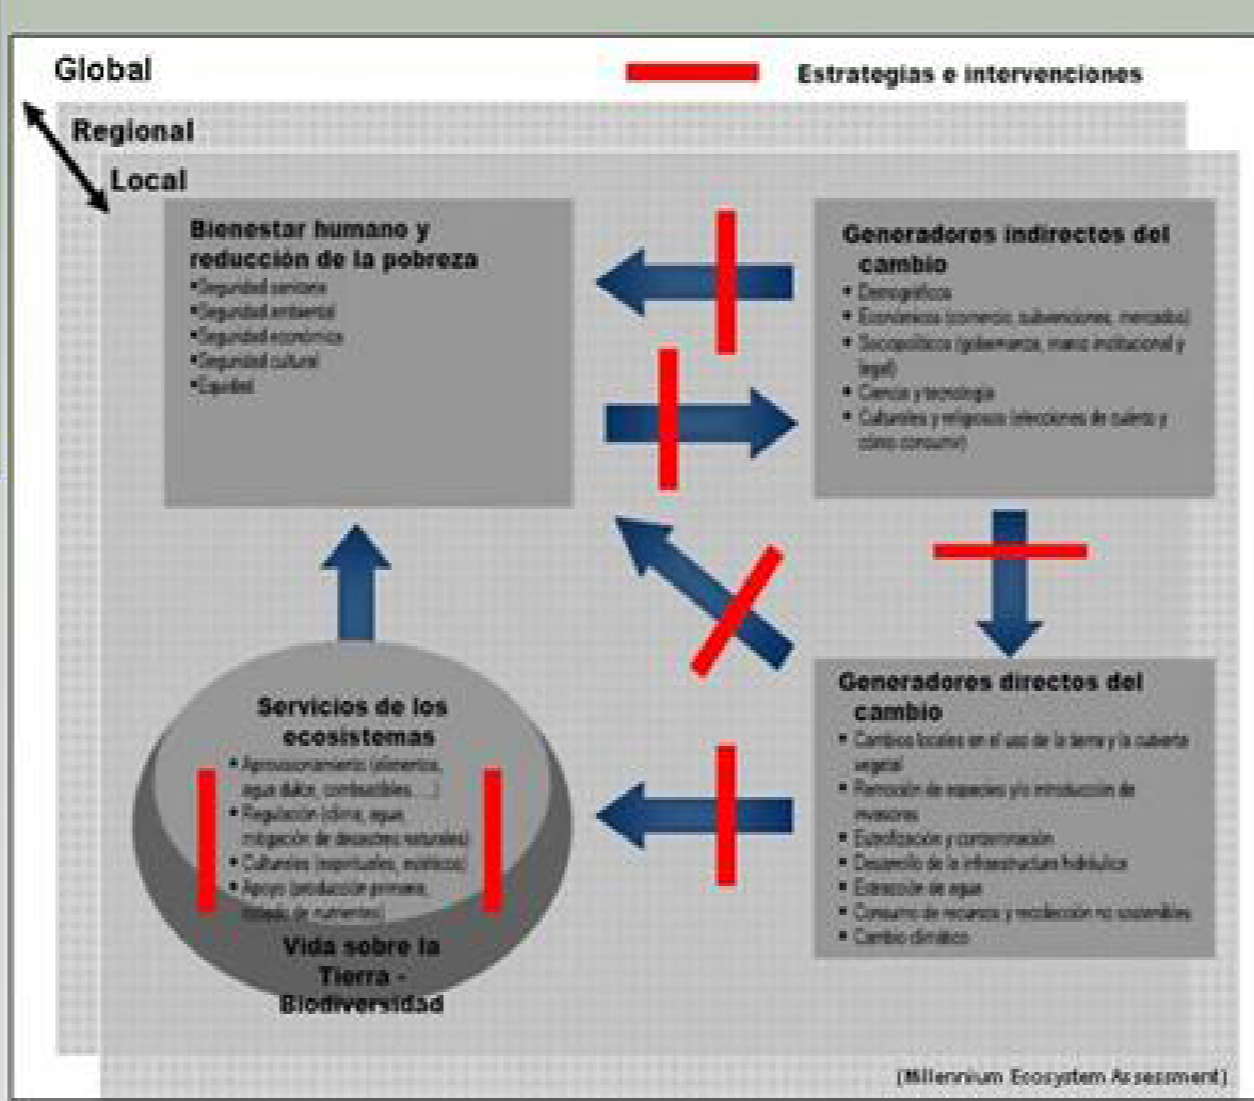 Global
Estrategias e intervenciones
Regional
Local
Bienestar humano y
reducción de la pobreza
▪Seguridad sanitaria
▪Seguridad ambiental
▪Seguridad económica
▪Seguridad cultural
▪Equidad
Generadores indirectos del
cambio
▪ Demográficos
▪ Económicos (comercio, subvenciones, mercados)
▪ Sociopolíticos (gobernanza, marco institucional y
legal)
▪ Ciencia y tecnología
▪ Culturales y religiosos (elecciones de cuánto y
cómo consumir)
Servicios de los
ecosistemas
▪ Aprovisionamiento (alimentos,
agua dulce, combustibles, ...)
▪ Regulación (clima, agua,
mitigación de desastres naturales)
▪ Culturales (espirituales, estéticos)
▪ Apoyo (producción primaria,
de nutrientes)
Vida sobre la
Tierra -
Biodiversidad
Generadores directos del
cambio
▪ Cambios locales en el uso de la tierra y la cubierta
vegetal
▪ Remoción de especies y/o introducción de
invasoras
▪ Eutrofización y contaminación
▪ Desarrollo de la infraestructura hidráulica
▪ Extracción de agua
▪ Consumo de recursos y recolección no sostenibles
▪ Cambio climático
(Millennium Ecosystem Assessment)